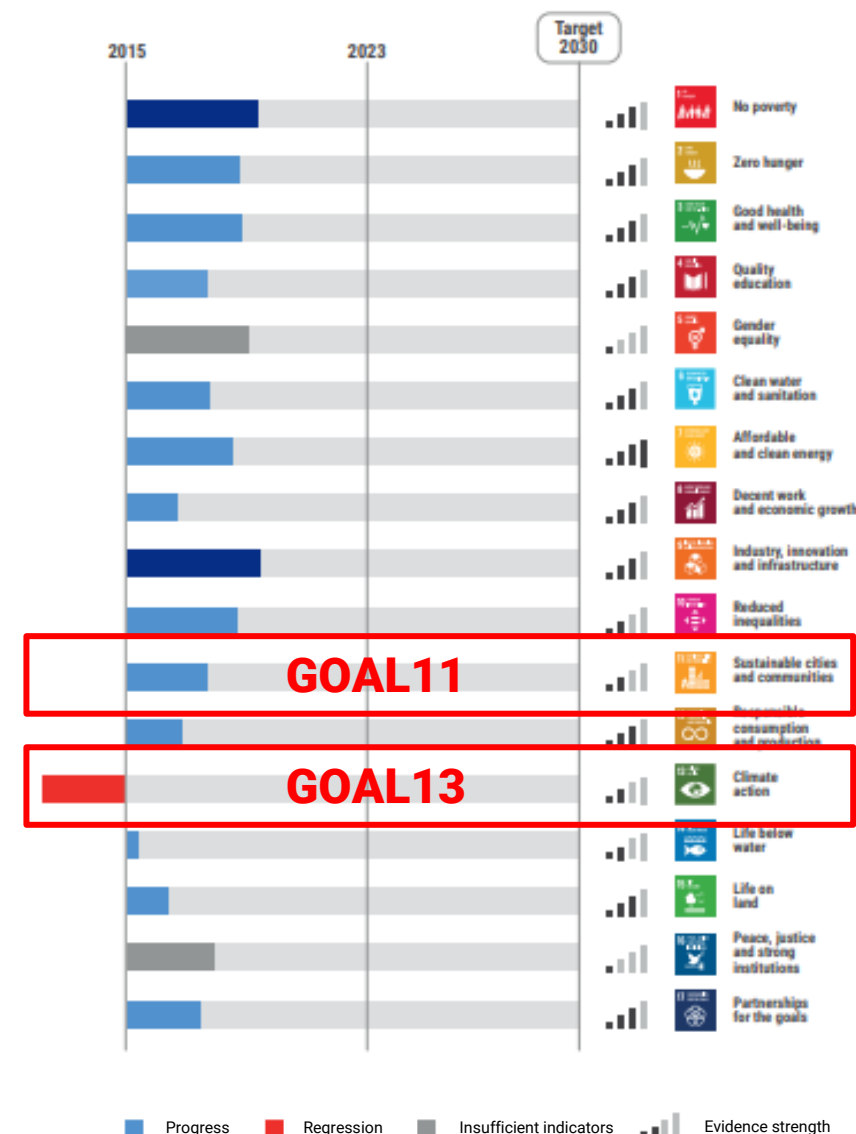 2015
2023
Target
2030
No poverty
Zero hunger
Good health
and well-being
Quality
education
Gender
equality
Clean water
and sanitation
Affordable
and clean energy
Decent work
and economic growth
Industry, innovation
and infrastructure
Reduced
inequalities
GOAL11
Sustainable cities
and communities
Responsible
consumption
and production
GOAL13
Climate
action
Life below
water
Life on
land
Peace, justice
and strong
institutions
Partnerships
for the goals
Progress
Regression
Insufficient indicators
Evidence strength